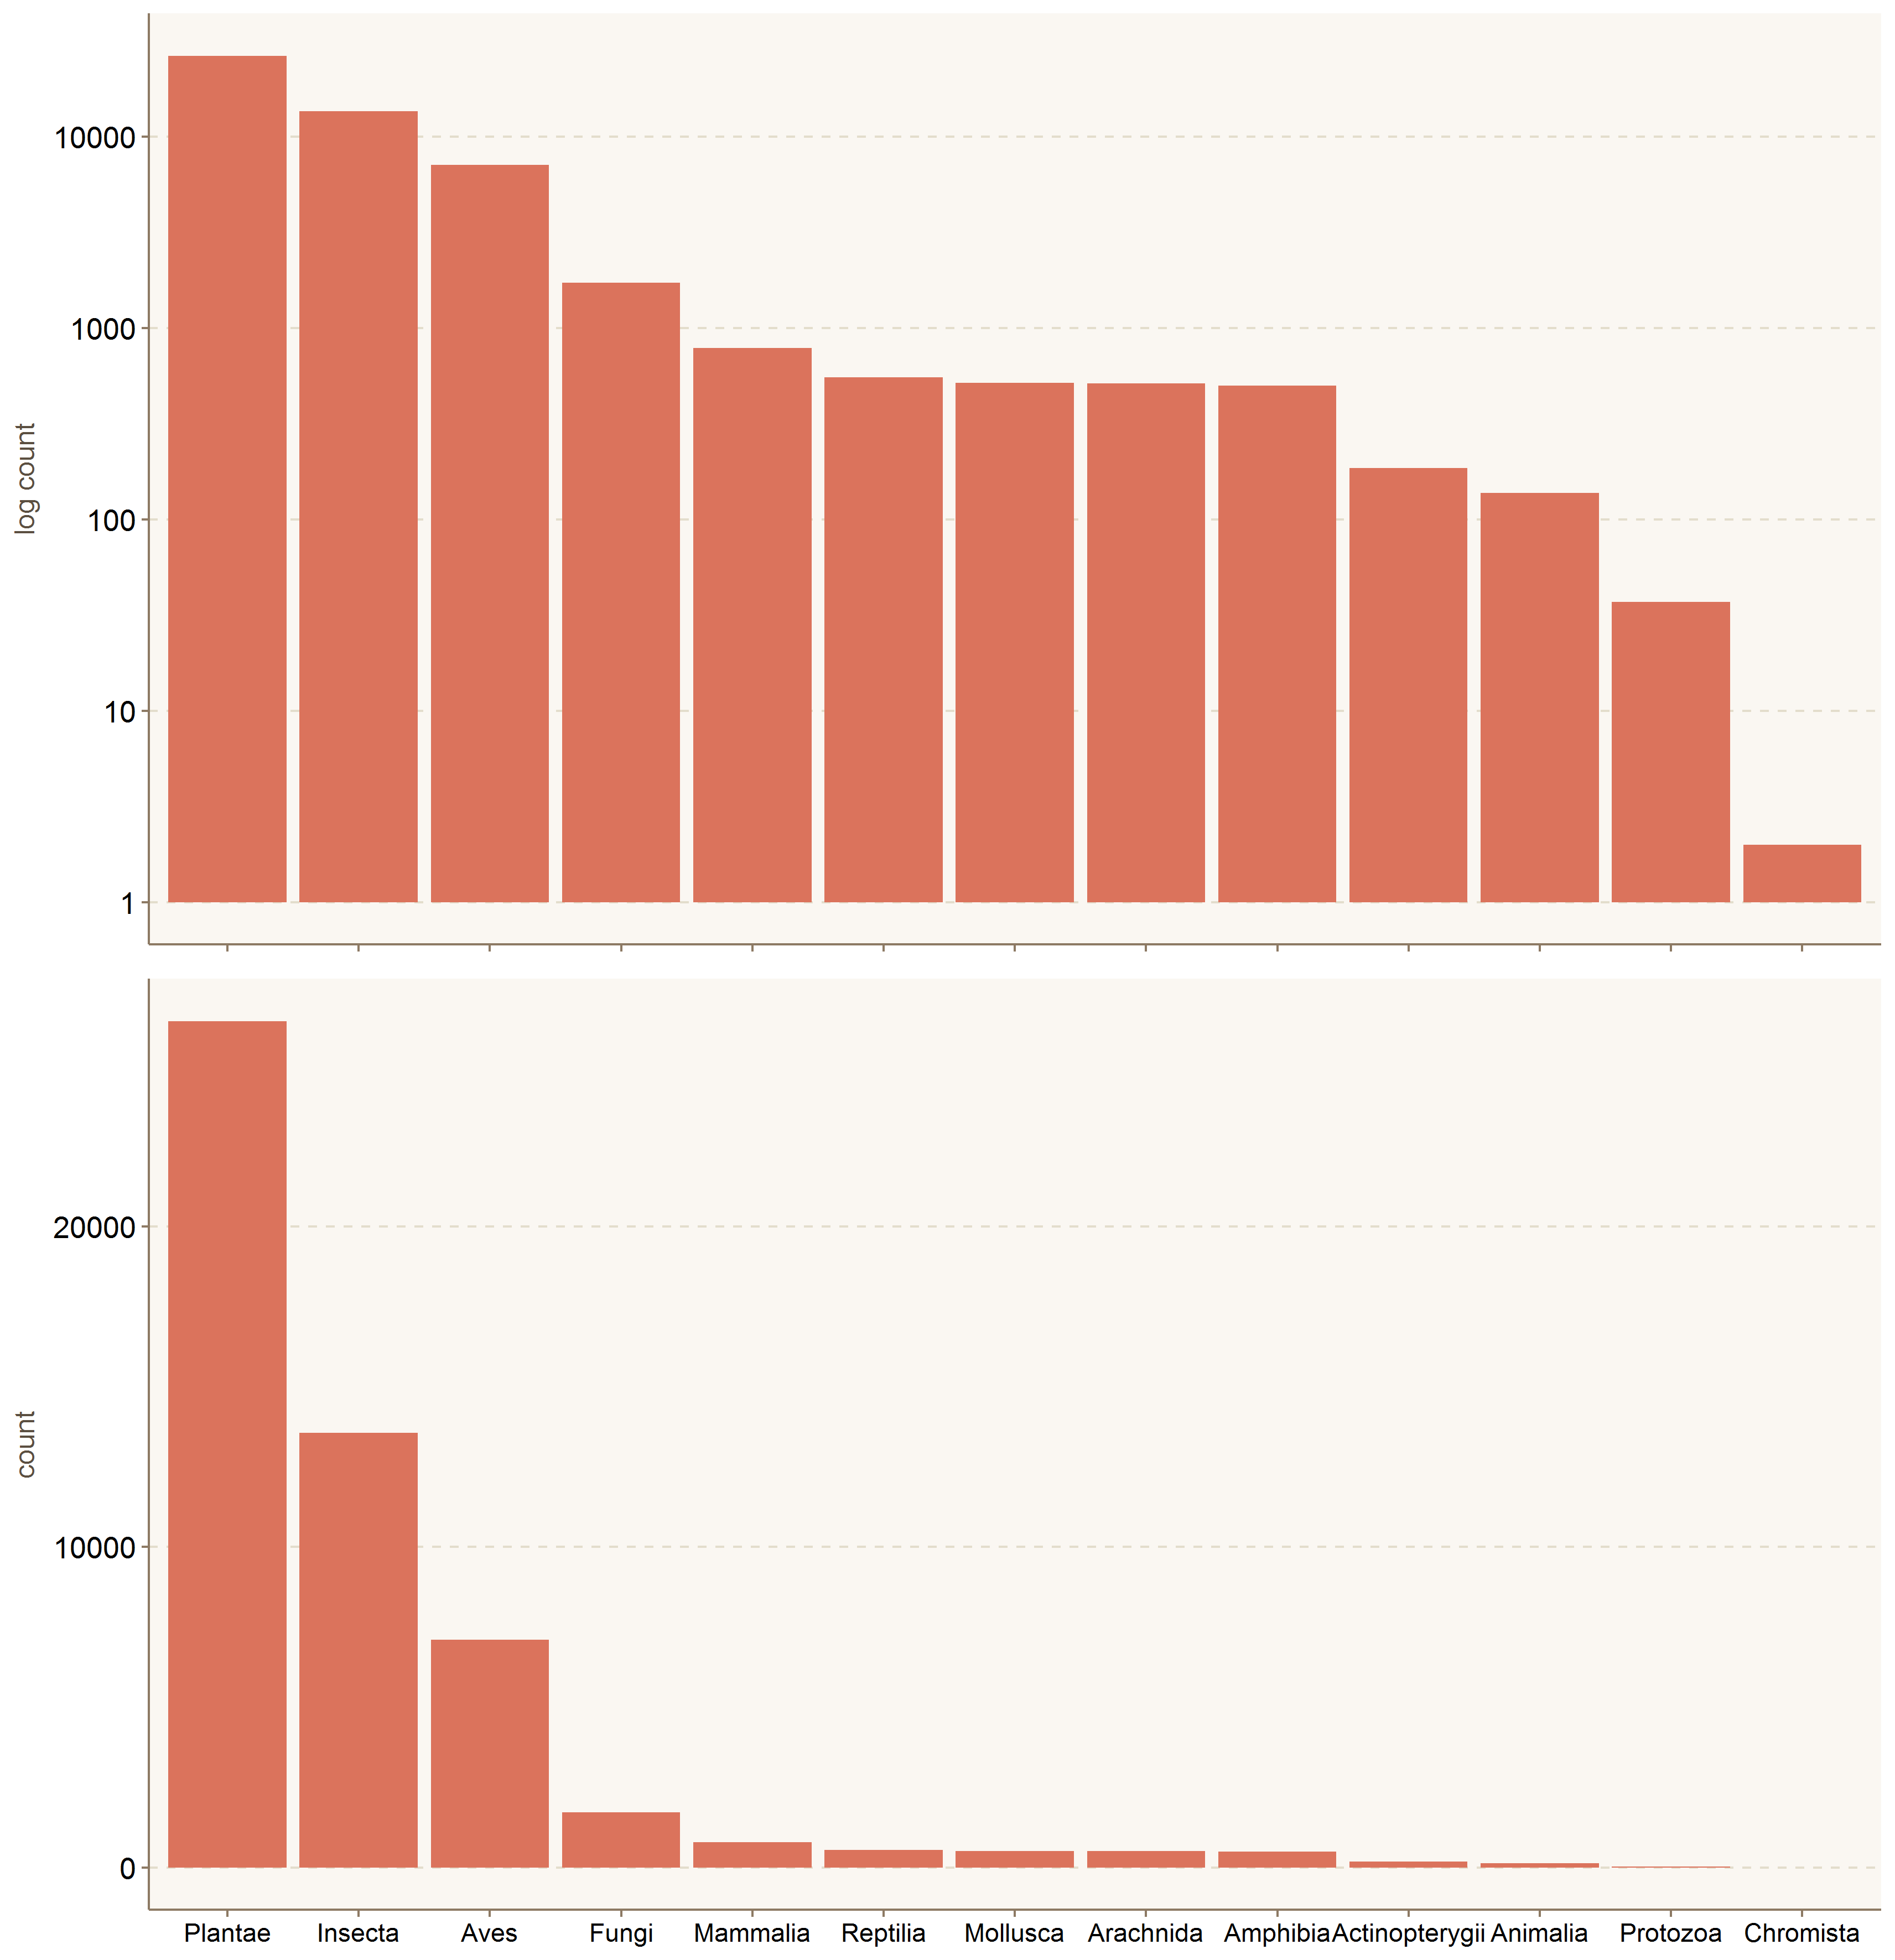 10000
1000
100
10
1
log count
20000
10000
0
count
Plantae Insecta Aves Fungi Mammalia Reptilia Mollusca Arachnida Amphibia Actinopterygii Animalia Protozoa Chromista